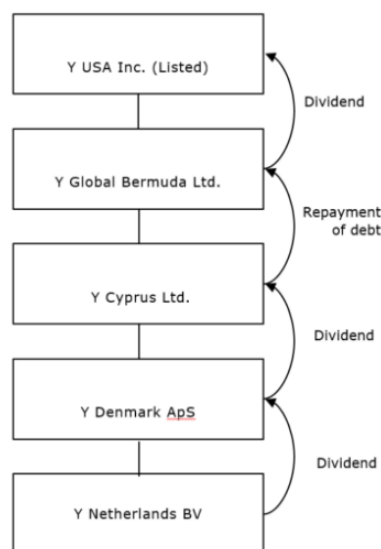 Y USA Inc. (Listed)
Dividend
Y Global Bermuda Ltd.
Repayment
of debt
Y Cyprus Ltd.
Dividend
Y Denmark ApS
Dividend
Y Netherlands BV